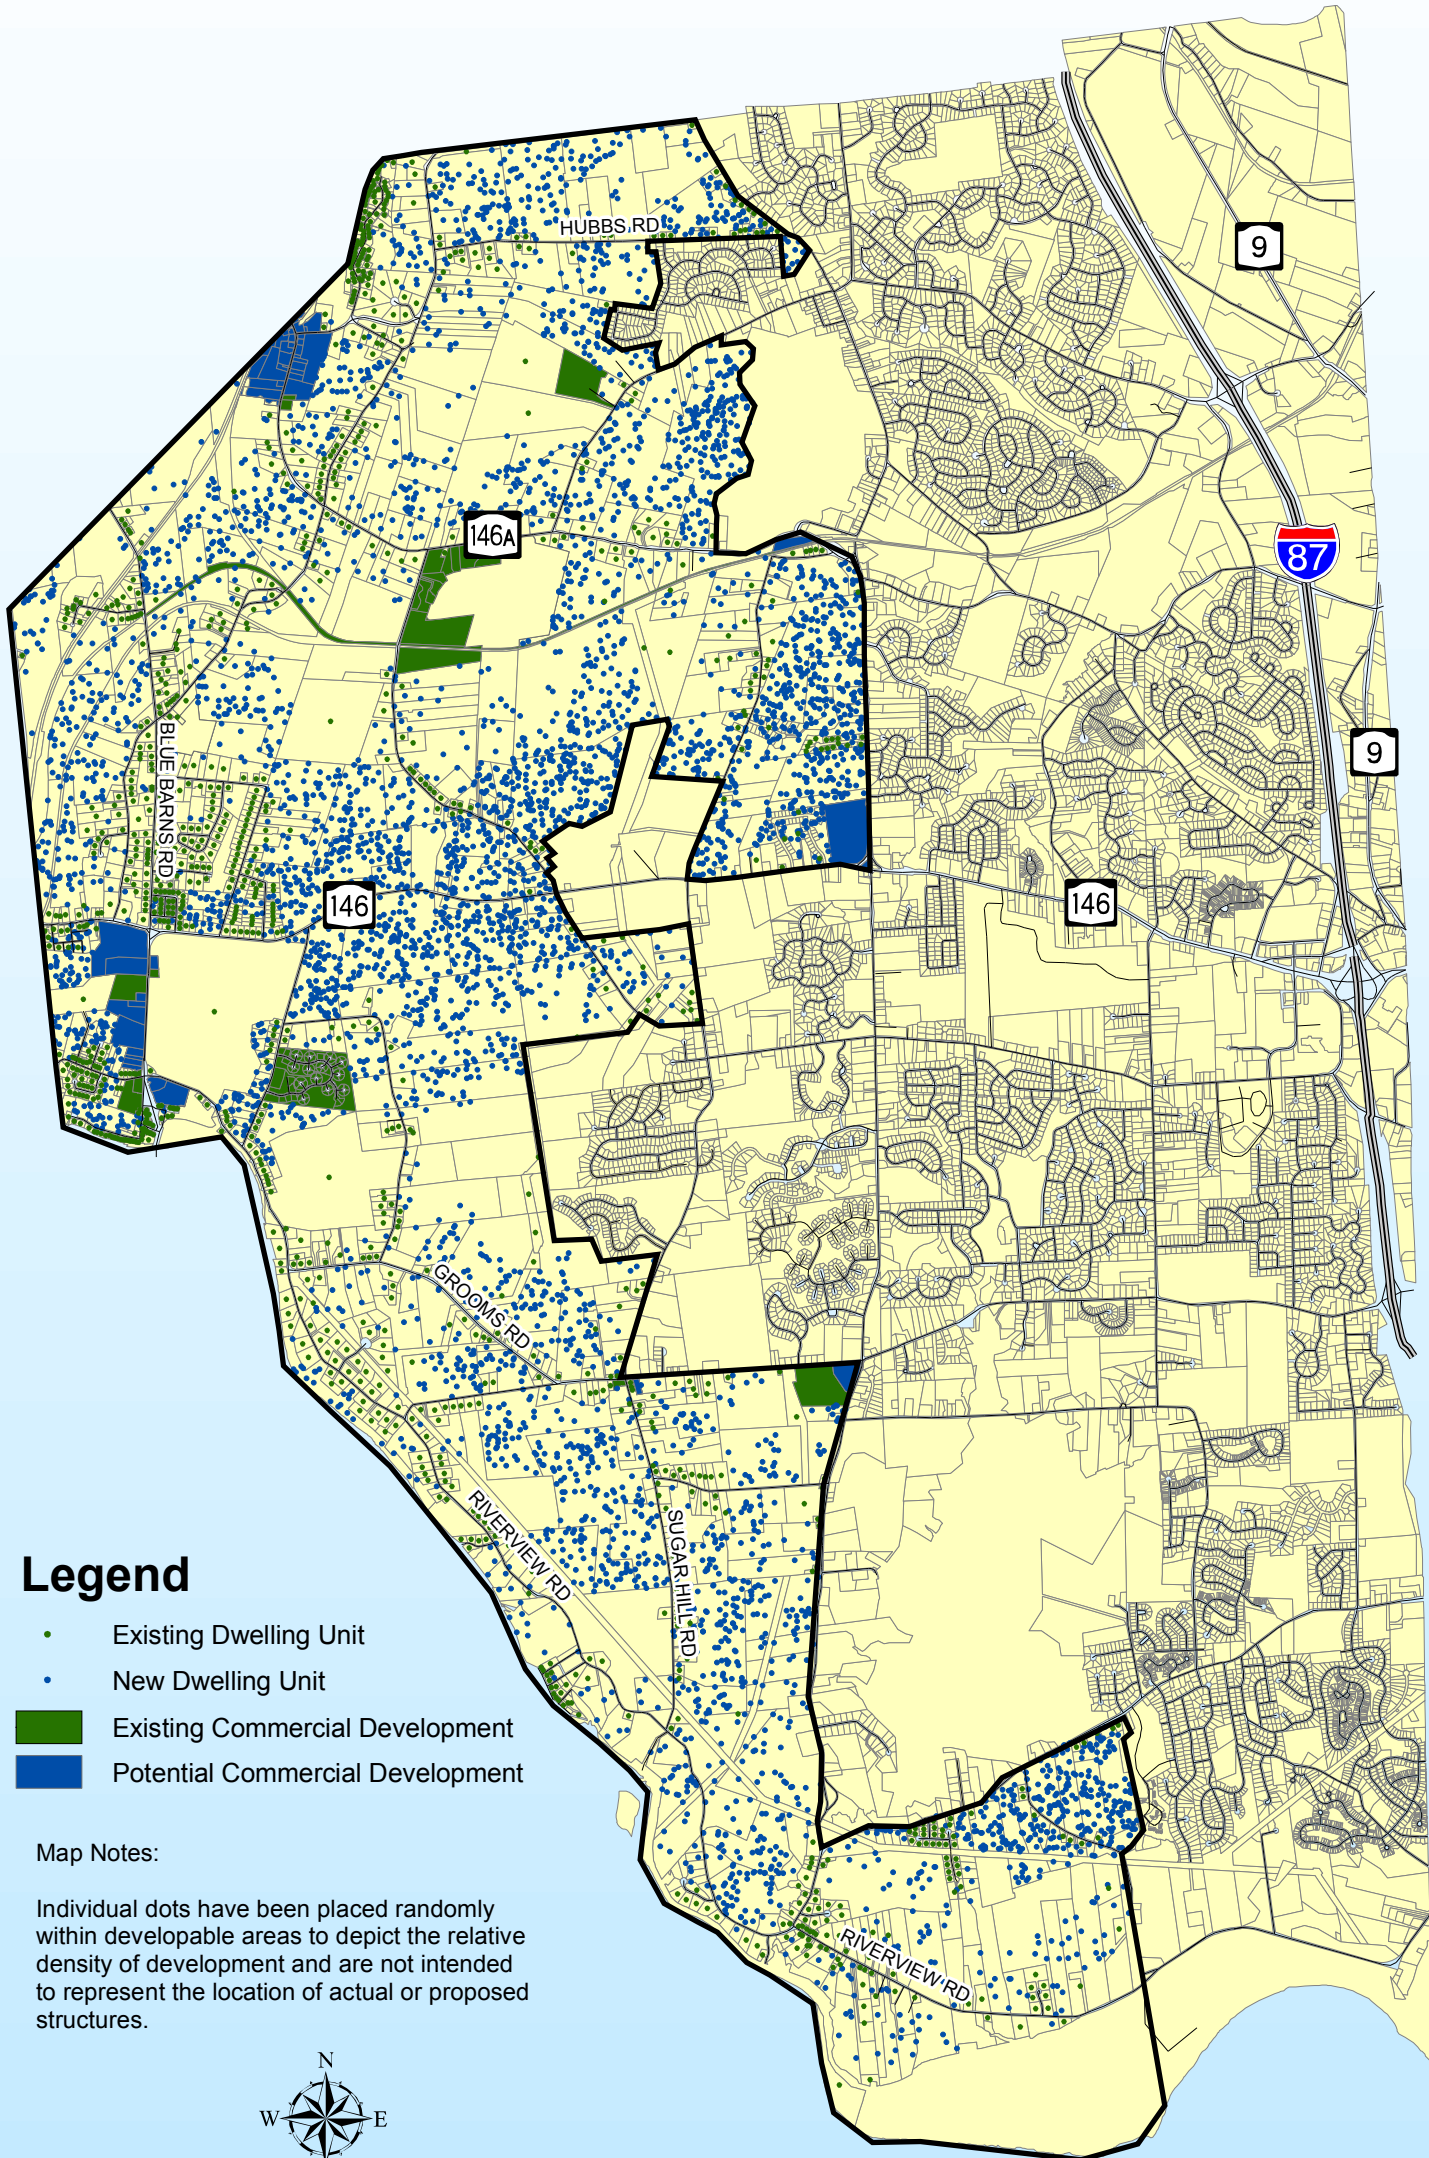 HUBBS RD
9
146A
87
BLUE BARNS RD
9
146
146
GROOMS RD
RIVERVIEW RD
SUGAR HILL RD
RIVERVIEW RD
Legend
Existing Dwelling Unit
New Dwelling Unit
Existing Commercial Development
Potential Commercial Development
Map Notes:
Individual dots have been placed randomly
within developable areas to depict the relative
density of development and are not intended
to represent the location of actual or proposed
structures.
N
W E